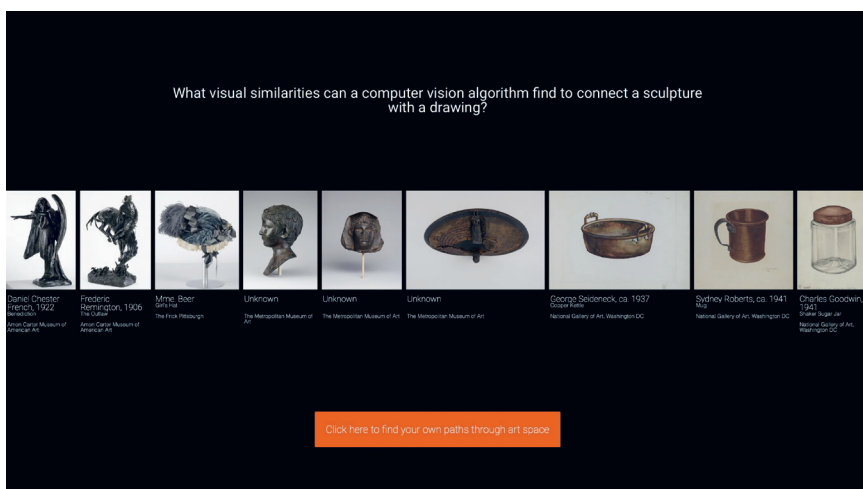 What visual similarities can a computer vision algorithm find to connect a sculpture
with a drawing?
Daniel Chester
French, 1922
Benediction
Amon Carter Museum of
American Art
Frederic
Remington, 1906
The Outlaw
Amon Carter Museum of
American Art
Mme. Beer
Girl's Hat
The Frick Pittsburgh
Unknown
The Metropolitan Museum of
Art
Unknown
The Metropolitan Museum of Art
Unknown
The Metropolitan Museum of Art
George Seideneck, ca. 1937
Copper Kettle
National Gallery of Art, Washington DC
Sydney Roberts, ca. 1941
Mug
National Gallery of Art, Washington DC
Charles Goodwin,
1941
Shaker Sugar Jar
National Gallery of Art,
Washington DC
Click here to find your own paths through art space